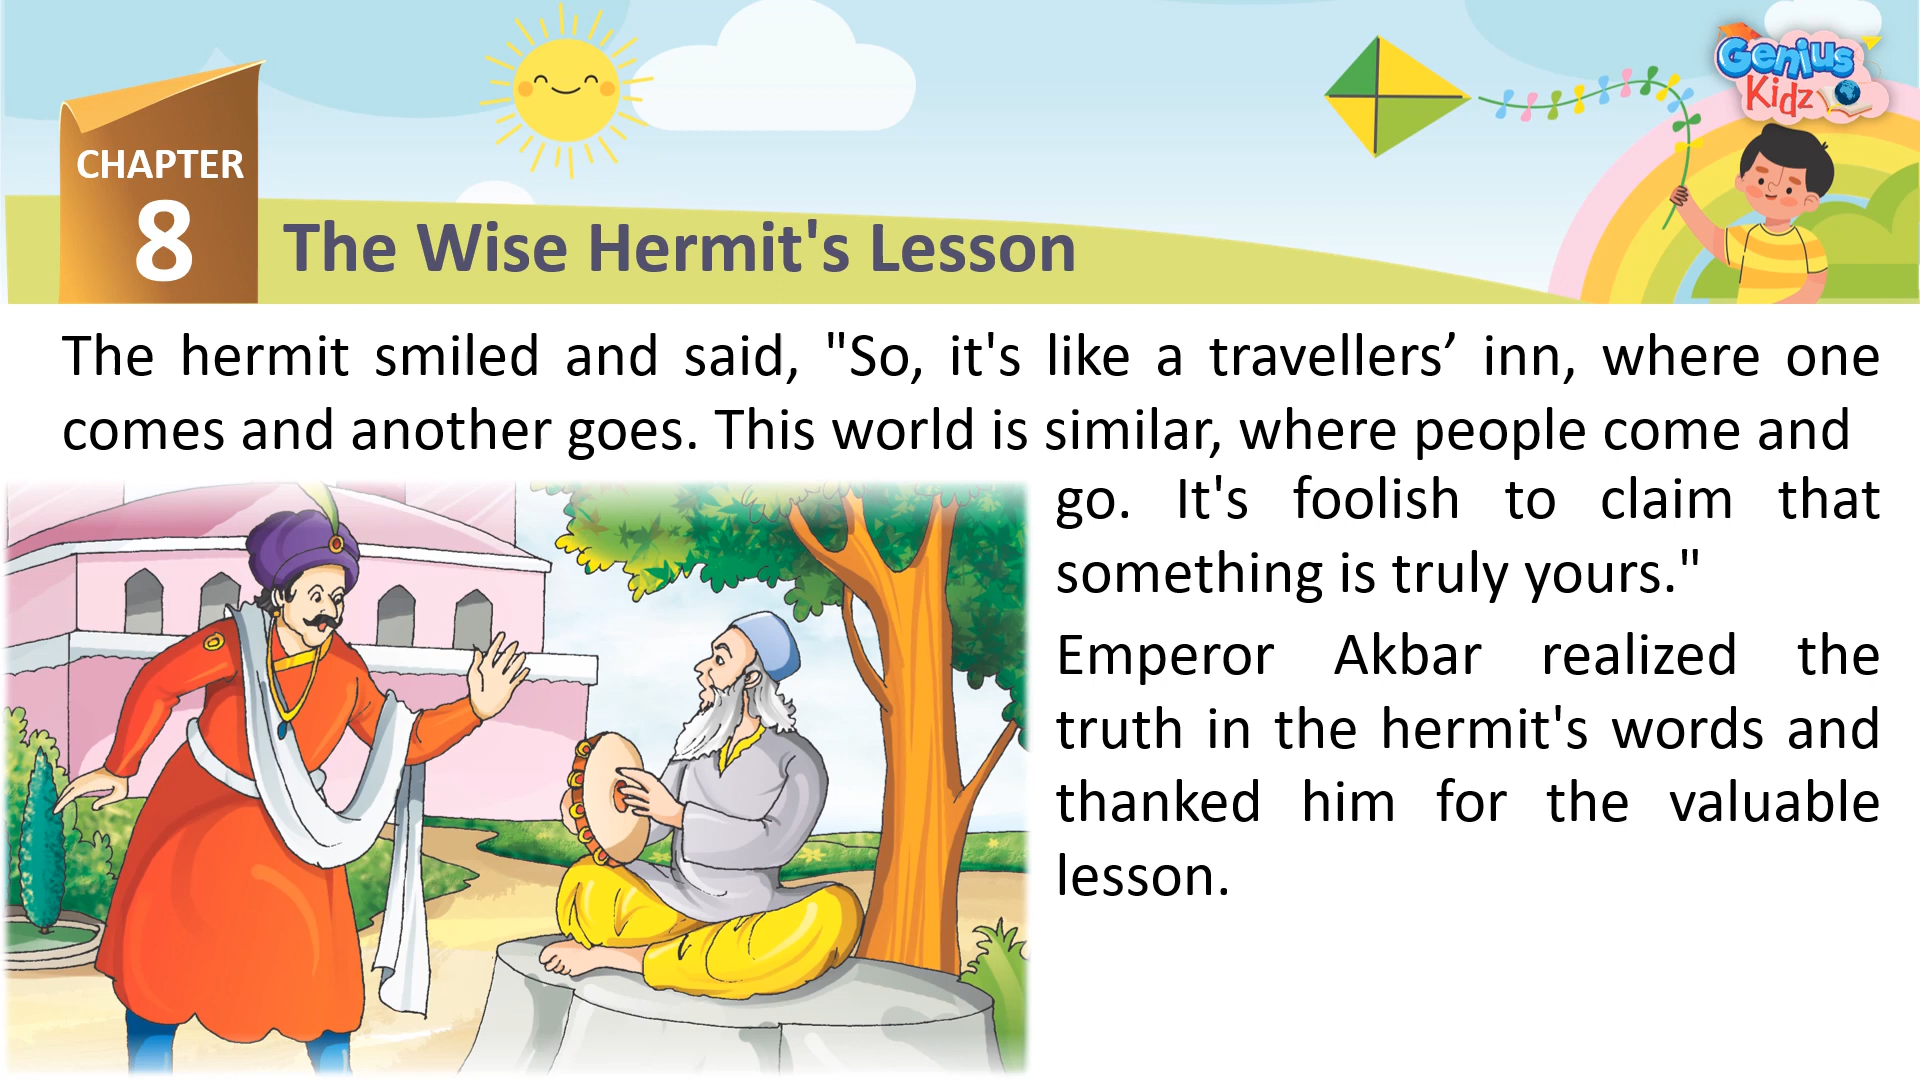 Genius
Kidz
CHAPTER
8
The Wise Hermit's Lesson
The hermit smiled and said, "So, it's like a travellers’ inn, where one
comes and another goes. This world is similar, where people come and
go. It's foolish to claim that
something is truly yours."
Emperor Akbar realized the
truth in the hermit's words and
thanked him for the valuable
lesson.